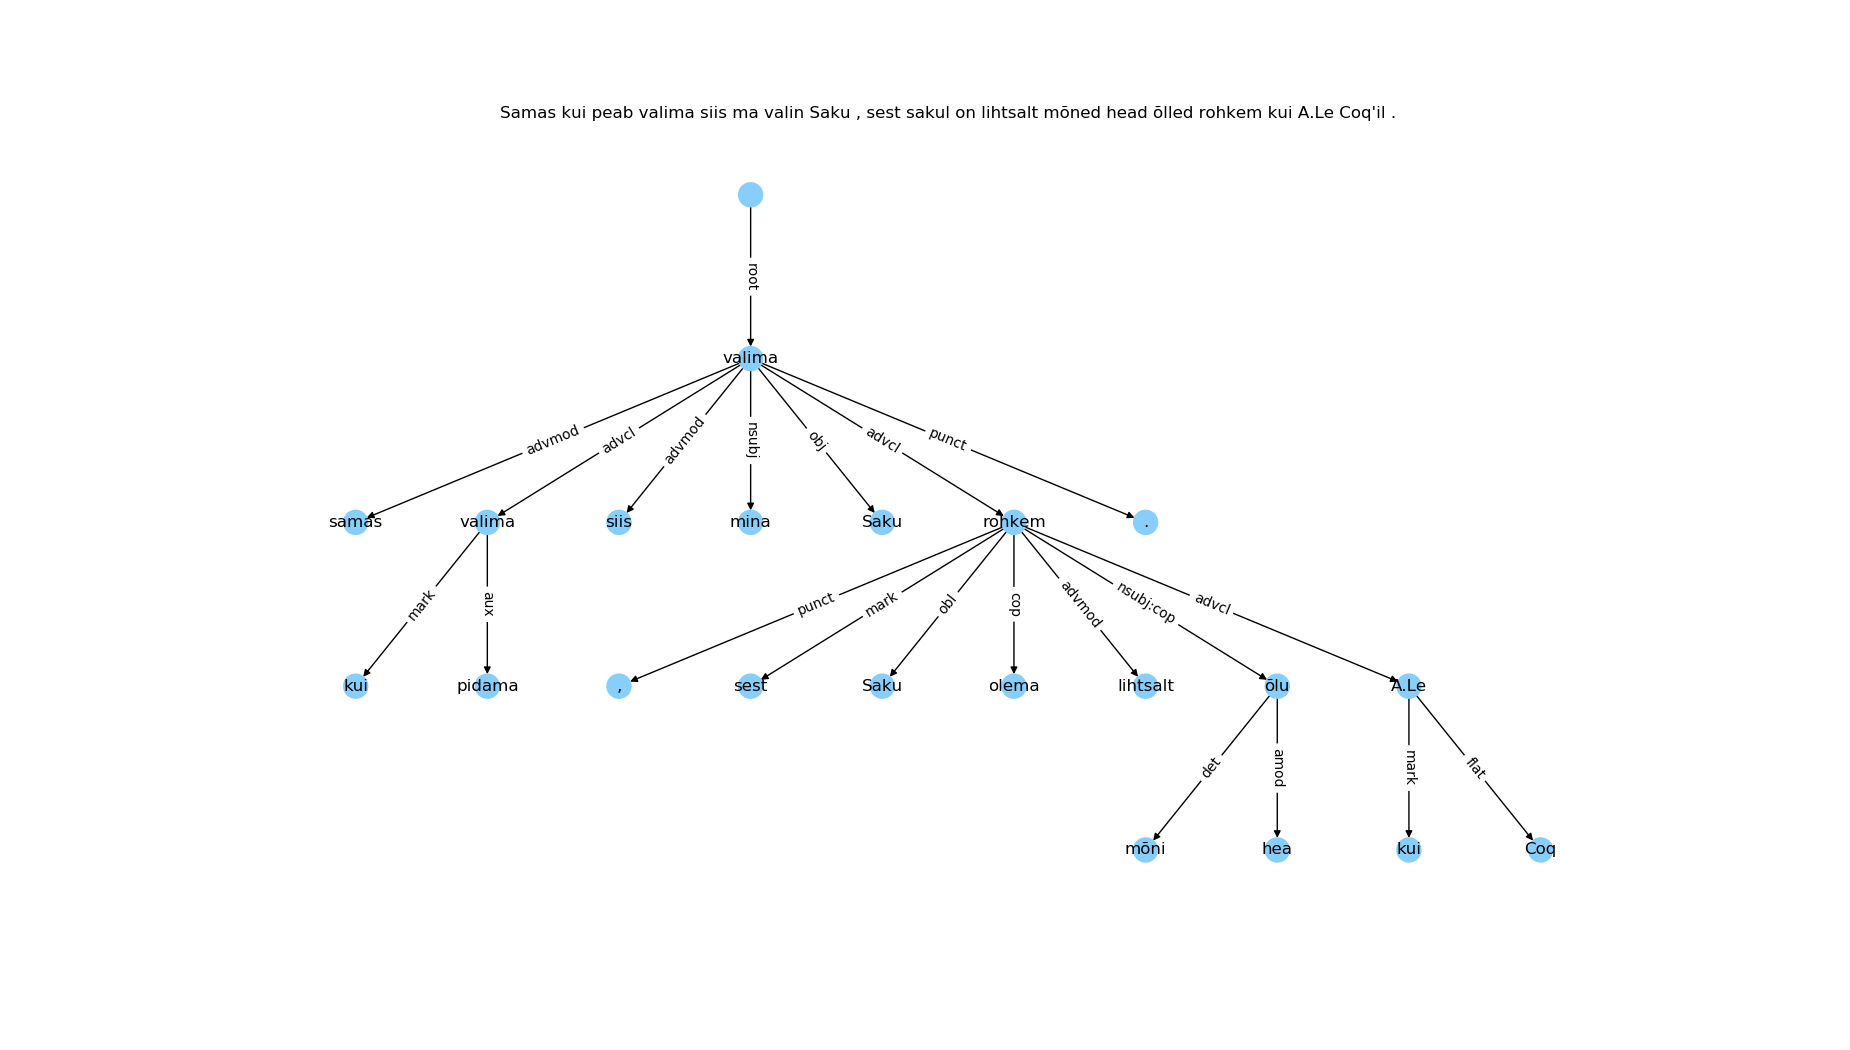 Samas kui peab valima siis ma valin Saku , sest sakul on lihtsalt mõned head õlled rohkem kui A.Le Coq'il .
root
valima
advmod advcl advmod nsubj obj advcl punct
samas valima siis mina Saku rohkem .
mark aux punct mark obl cop advmod nsubj:cop advcl
kui pidama , sest Saku olema lihtsalt õlu A.Le
det amod mark flat
mõni hea kui Coq